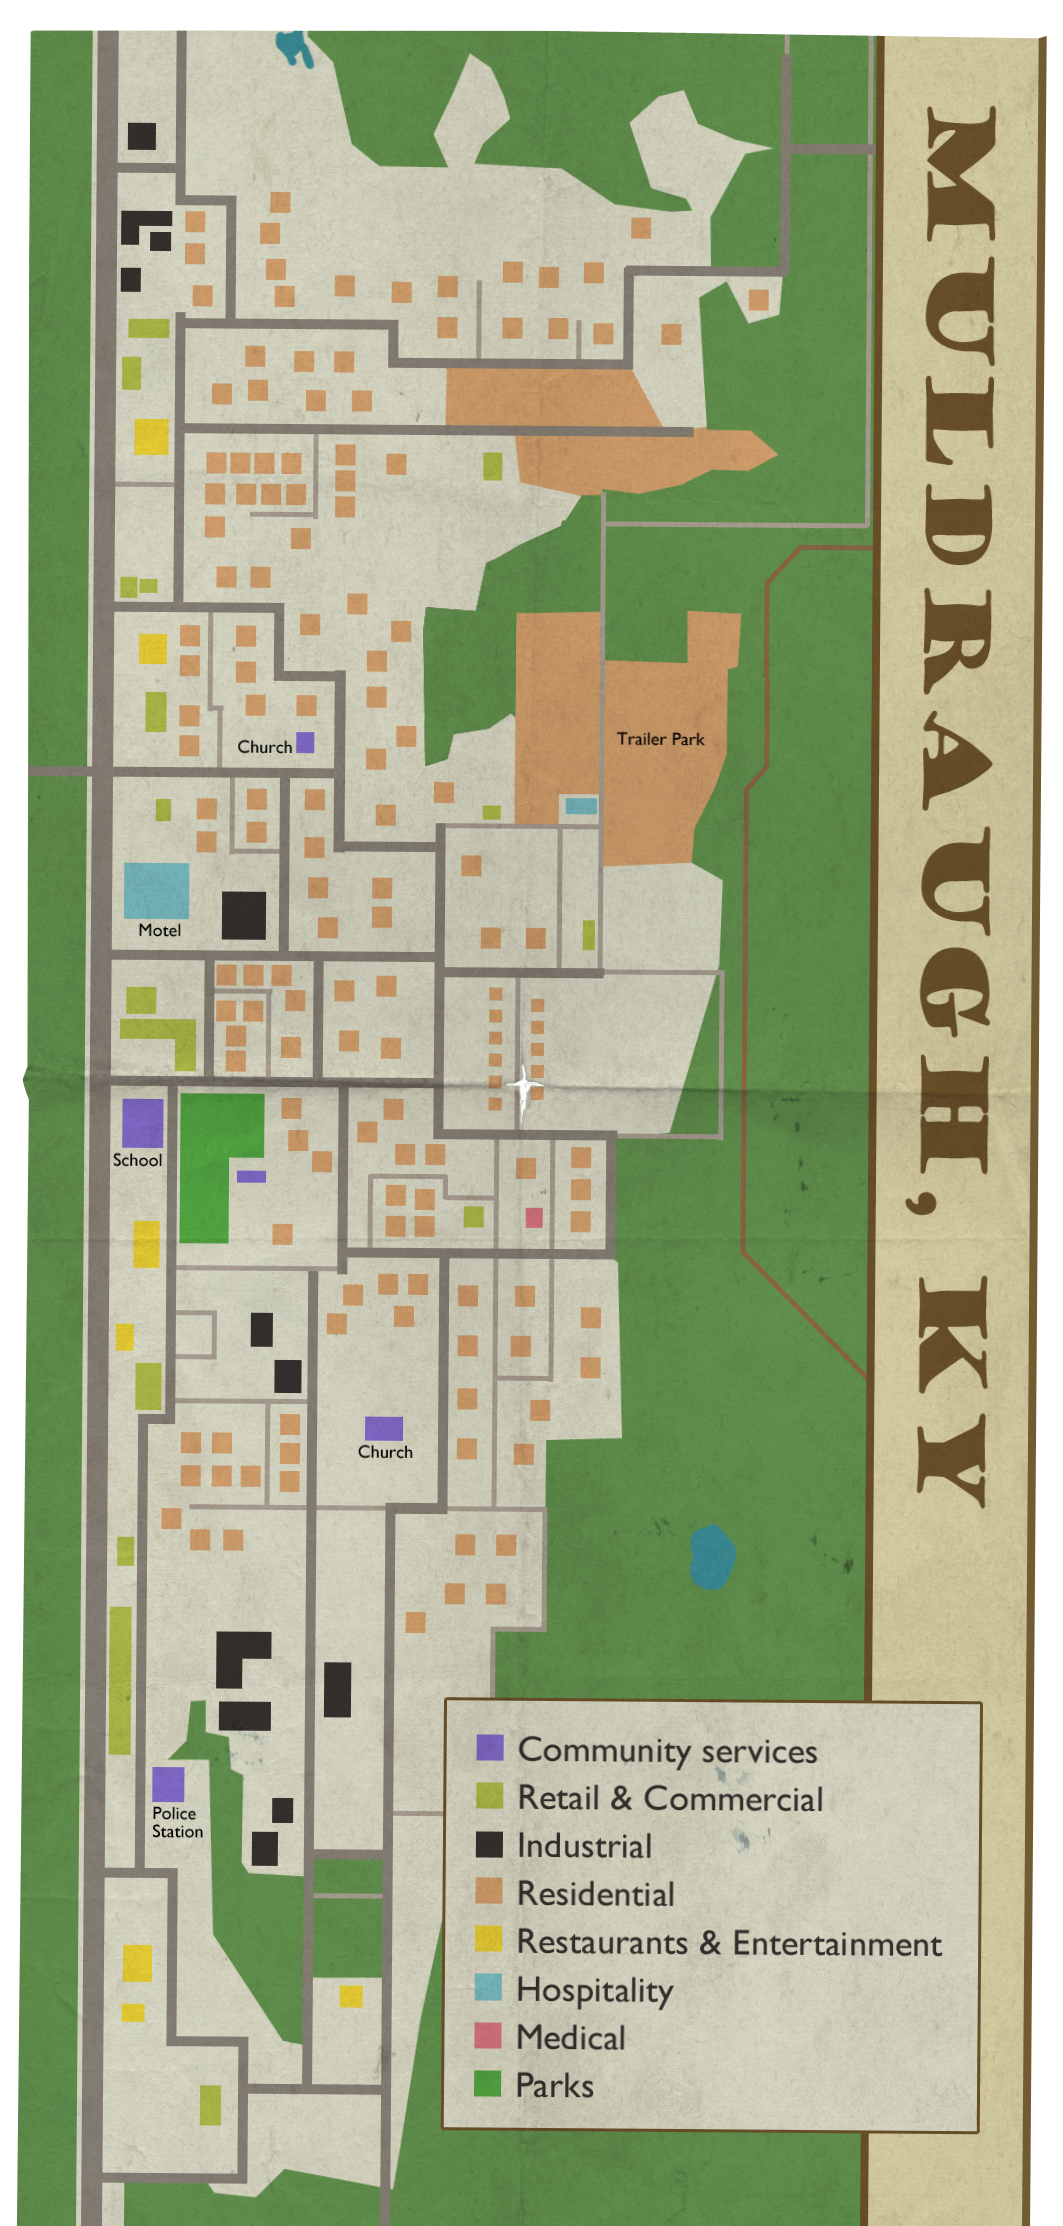 MULDRAUGH, KY
Trailer Park
Church
Motel
School
Church
Police
Station
Community services
Retail & Commercial
Industrial
Residential
Restaurants & Entertainment
Hospitality
Medical
Parks